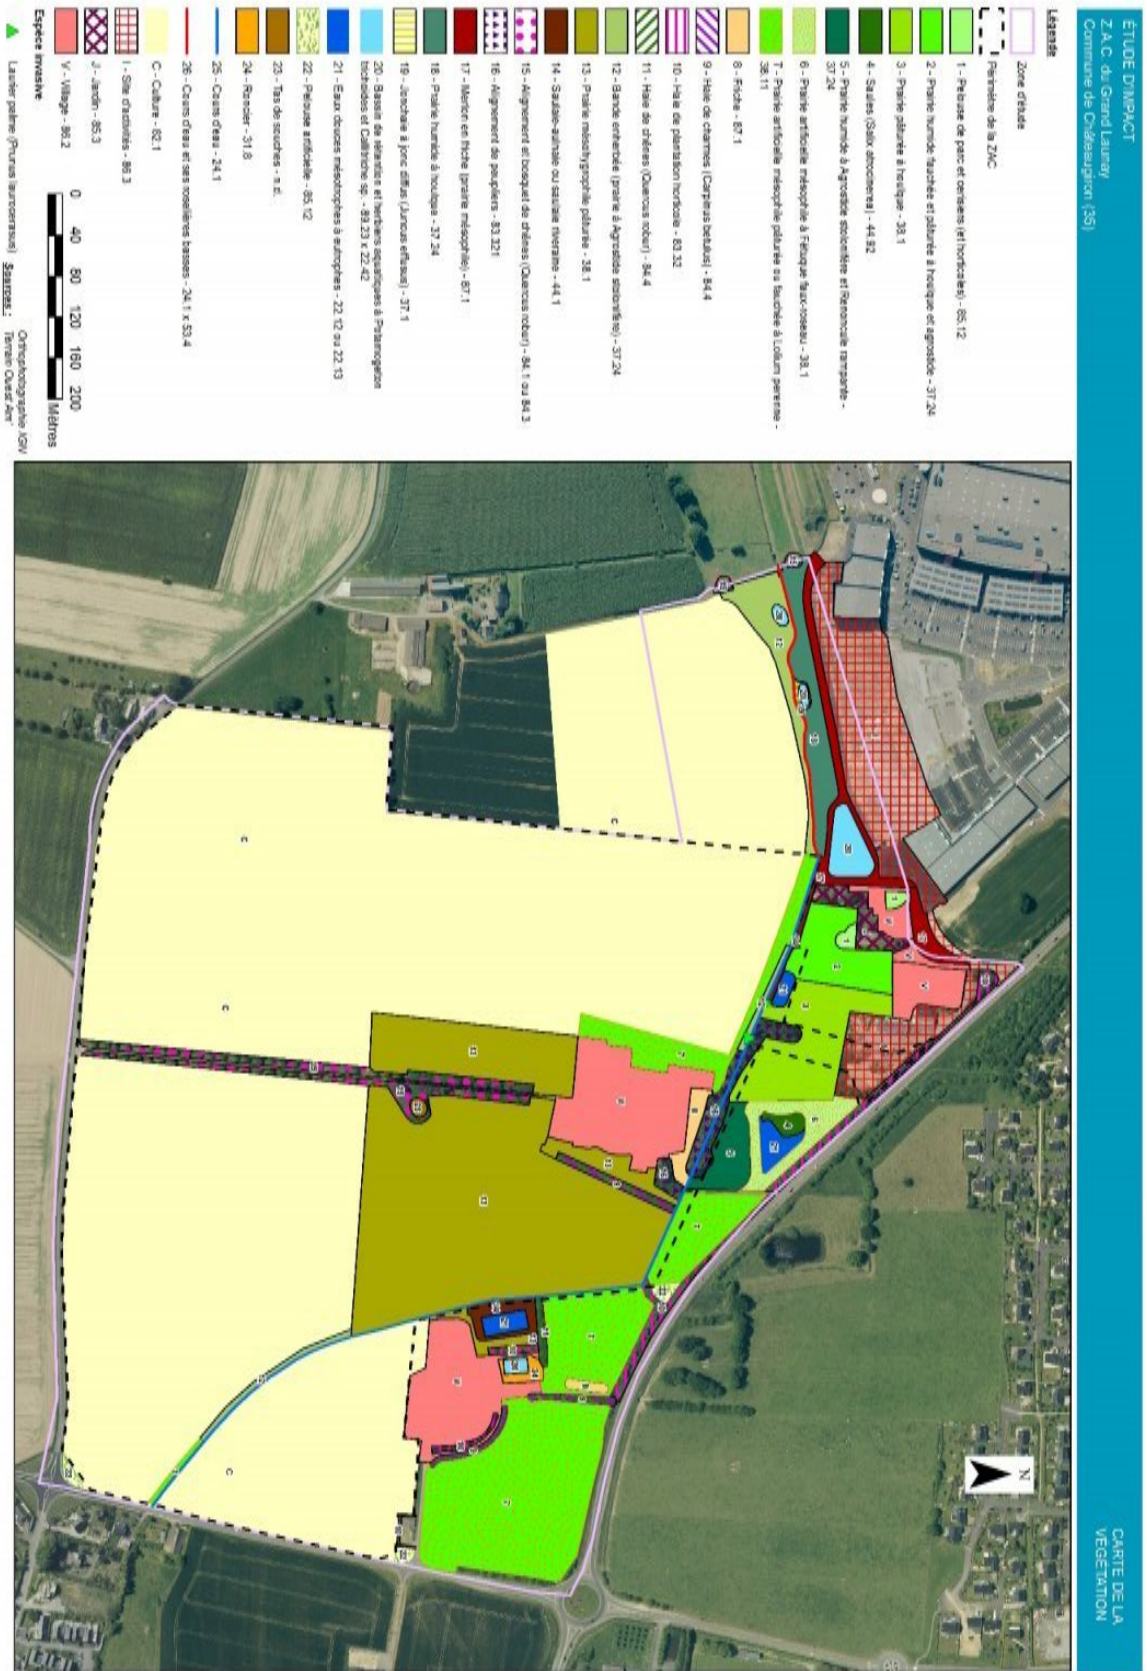 ÉTUDE D'IMPACT
Z.A.C. du Grand Launay
Commune de Châteaugiron (35)
CARTE DE LA
VÉGÉTATION
Légende
Zone d'étude
Périmètre de la ZAC
1 - Pelouse de parc et cerisiers (et horticoles) - 85.12
2 - Prairie humide fauchée et pâturée à houlque et agrostide - 37.24
3 - Prairie pâturée à houlque - 38.1
4 - Saules (Salix atrocinerea) - 44.92
5 - Prairie humide à Agrostide stolonifère et Renoncule rampante -
37.24
6 - Prairie artificielle mésophile à Fétuque faux-roseau - 38.1
7 - Prairie artificielle mésophile pâturée ou fauchée à Lolium perenne -
38.11
8 - Friche - 87.1
9 - Haie de charmes (Carpinus betulus) - 84.4
10 - Haie de plantation horticole - 83.32
11 - Haie de chênes (Quercus robur) - 84.4
12 - Bande enherbée (prairie à Agrostide stolonifère) - 37.24
13 - Prairie mésohygrophile pâturée - 38.1
14 - Saulaie-aulnaie ou saulaie riveraine - 44.1
15 - Alignement et bosquet de chênes (Quercus robur) - 84.1 ou 84.3
16 - Alignement de peupliers - 83.321
17 - Merlon en friche (prairie mésophile) - 87.1
18 - Prairie humide à houlque - 37.24
19 - Jonchaie à jonc diffus (Juncus effusus) - 37.1
20 - Bassin de rétention et herbiers aquatiques à Potamogeton
trichoides et Callitriche sp. - 89.23 x 22.42
21 - Eaux douces mésotrophes à eutrophes - 22.12 ou 22.13
22 - Pelouse artificielle - 85.12
23 - Tas de souches - n.d.
24 - Roncier - 31.8
25 - Cours d'eau - 24.1
26 - Cours d'eau et ses roselières basses - 24.1 x 53.4
C - Culture - 82.1
I - Site d'activités - 86.3
J - Jardin - 85.3
V - Village - 86.2
Espèce invasive
Laurier palme (Prunus laurocerasus)
0 40 80 120 160 200
Mètres
Sources :
Orthophotographie IGN
Terrain Ouest Am'
N
C
C
C
C
C